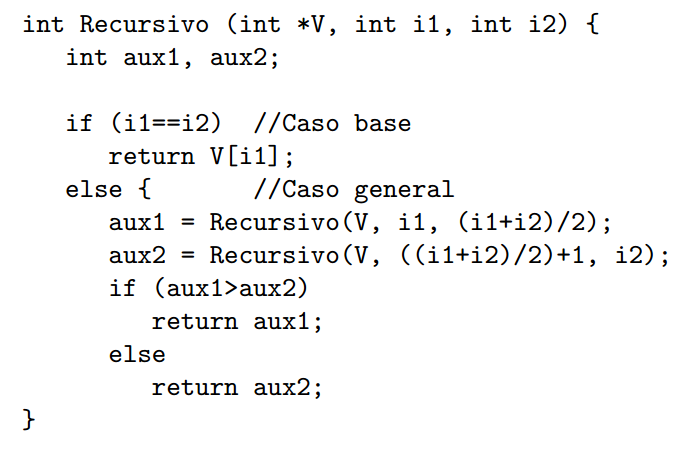 int Recursivo (int *V, int i1, int i2) {
   int aux1, aux2;

   if (i1==i2)  //Caso base
      return V[i1];
   else {       //Caso general
      aux1 = Recursivo(V, i1, (i1+i2)/2);
      aux2 = Recursivo(V, ((i1+i2)/2)+1, i2);
      if (aux1>aux2)
         return aux1;
      else
         return aux2;
}